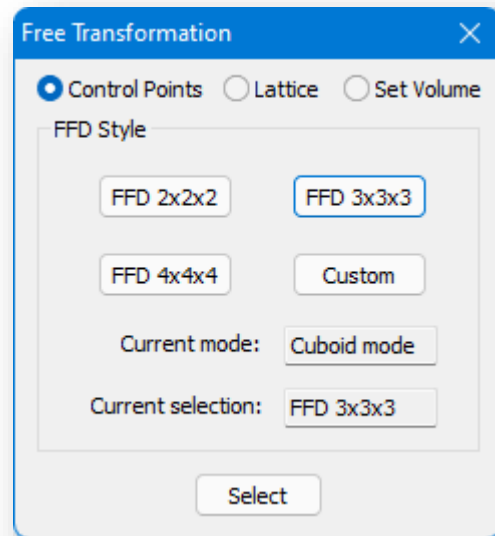 Free Transformation
Control Points Lattice Set Volume
FFD Style
FFD 2x2x2 FFD 3x3x3
FFD 4x4x4 Custom
Current mode: Cuboid mode
Current selection: FFD 3x3x3
Select